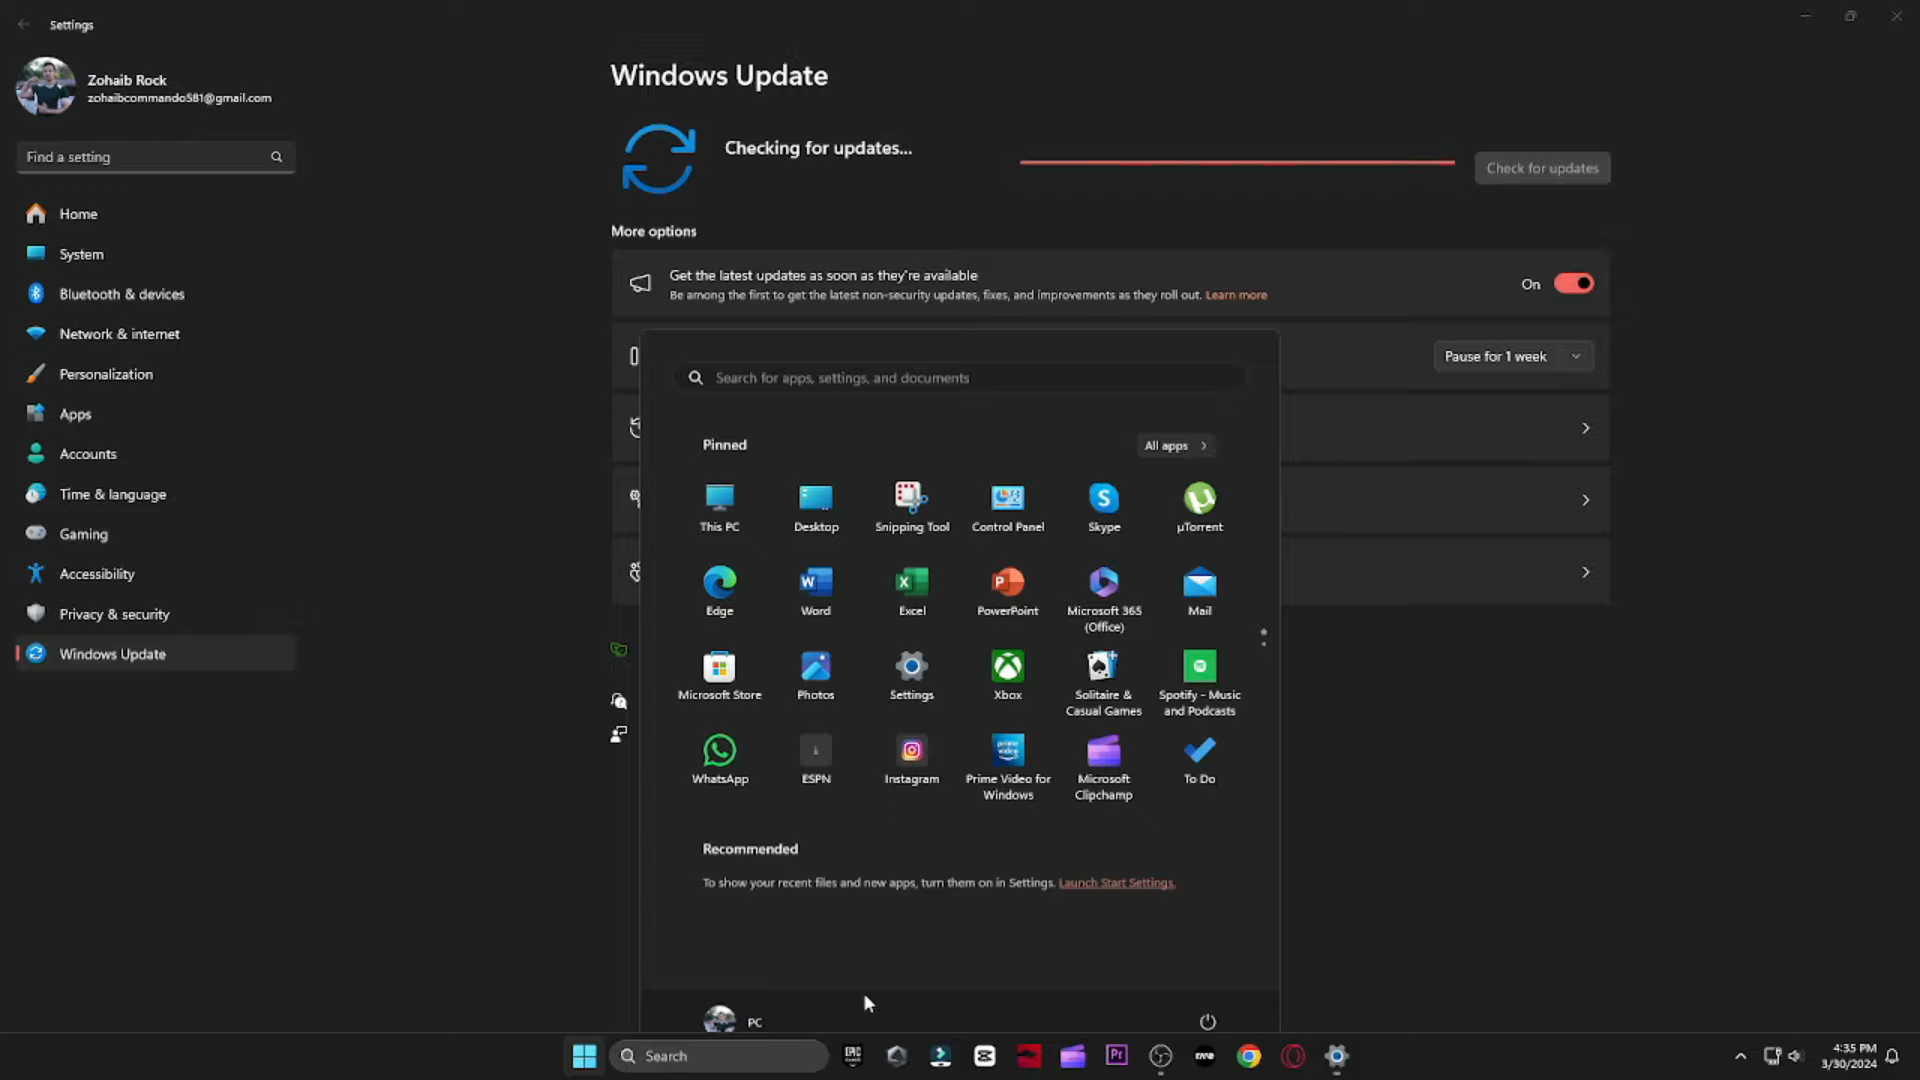 Settings
Zohaib Rock
zohaibcommando581@gmail.com
Find a setting
Home
System
Bluetooth & devices
Network & internet
Personalization
Apps
Accounts
Time & language
Gaming
Accessibility
Privacy & security
Windows Update
Windows Update
Checking for updates...
Check for updates
More options
Get the latest updates as soon as they're available
Be among the first to get the latest non-security updates, fixes, and improvements as they roll out. Learn more
On
Pause for 1 week
Search for apps, settings, and documents
Pinned
All apps
This PC
Desktop
Snipping Tool
Control Panel
Skype
µTorrent
Edge
Word
Excel
PowerPoint
Microsoft 365
(Office)
Mail
Microsoft Store
Photos
Settings
Xbox
Solitaire &
Casual Games
Spotify - Music
and Podcasts
WhatsApp
ESPN
Instagram
prime video
Prime Video for
Windows
Microsoft
Clipchamp
To Do
Recommended
To show your recent files and new apps, turn them on in Settings. Launch Start Settings.
PC
Search
EPIC GAMES
Pr
4:35 PM
3/30/2024